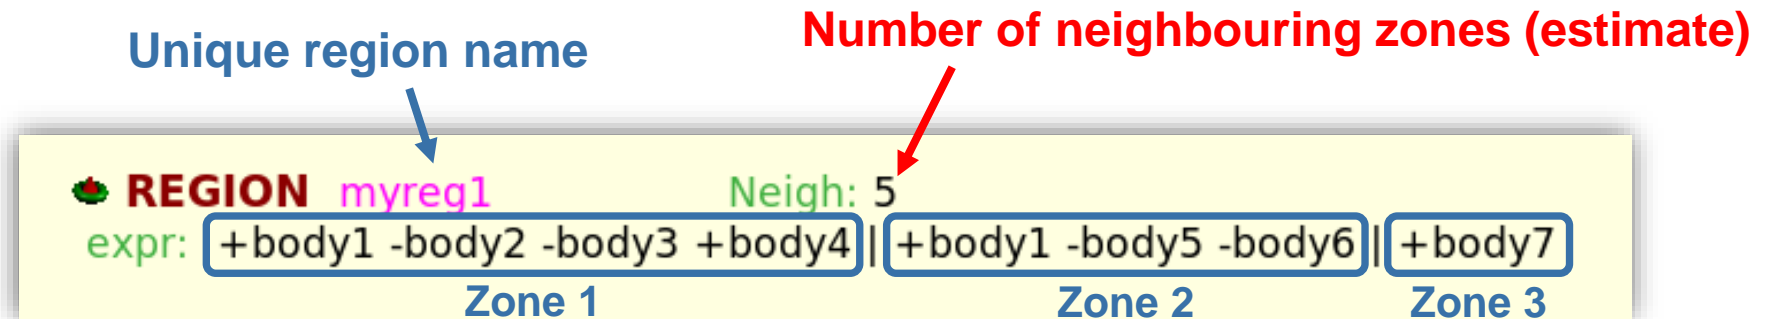 Unique region name
Number of neighbouring zones (estimate)
REGION myreg1 Neigh: 5
expr: +body1 -body2 -body3 +body4 | +body1 -body5 -body6 | +body7
Zone 1 Zone 2 Zone 3